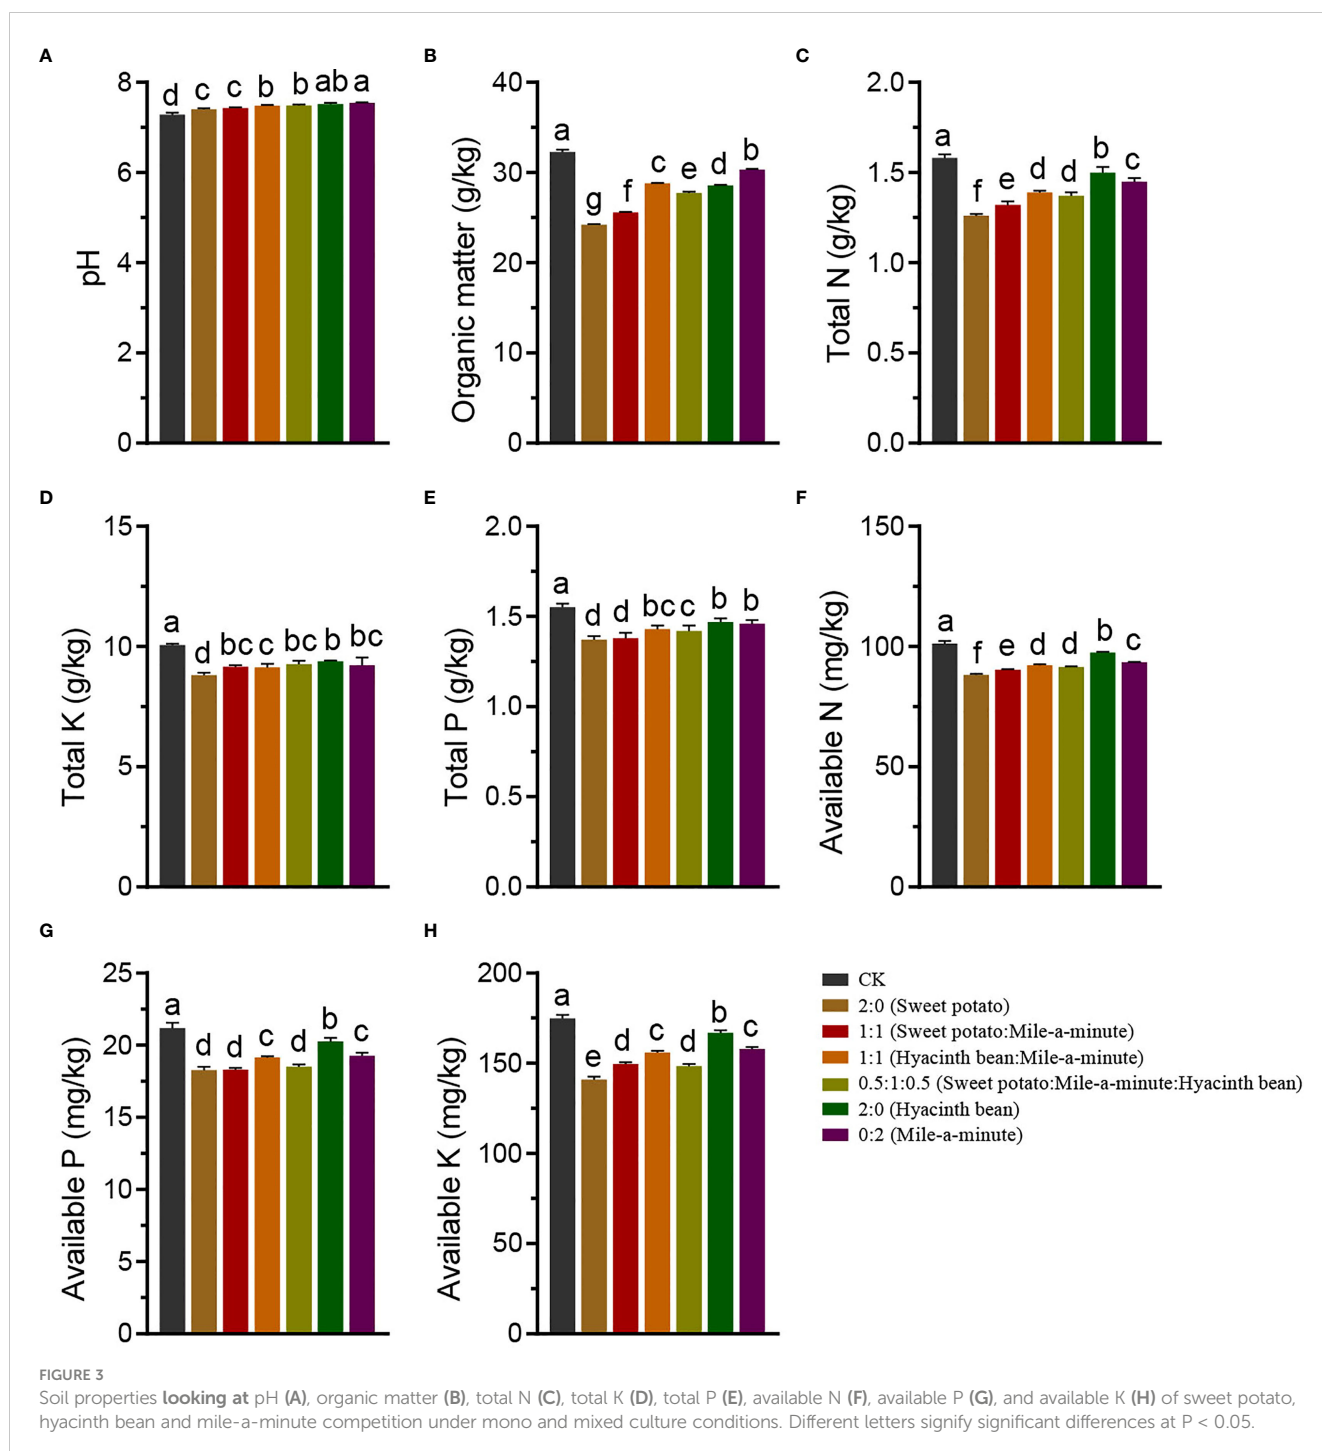 A
8
6
4
2
0
pH
d c c b b ab a
B
40
30
20
10
0
Organic matter (g/kg)
a g f c e d b
C
2.0
1.5
1.0
0.5
0.0
Total N (g/kg)
a f e d d b c
D
15
10
5
0
Total K (g/kg)
a d bc c bc b bc
E
2.0
1.5
1.0
0.5
0.0
Total P (g/kg)
a d d bc c b b
F
150
100
50
0
Available N (mg/kg)
a f e d d b c
G
25
20
15
10
5
0
Available P (mg/kg)
a d d c d b c
H
200
150
100
50
0
Available K (mg/kg)
a e d c d b c
CK
2:0 (Sweet potato)
1:1 (Sweet potato:Mile-a-minute)
1:1 (Hyacinth bean:Mile-a-minute)
0.5:1:0.5 (Sweet potato:Mile-a-minute:Hyacinth bean)
2:0 (Hyacinth bean)
0:2 (Mile-a-minute)
FIGURE 3
Soil properties looking at pH (A), organic matter (B), total N (C), total K (D), total P (E), available N (F), available P (G), and available K (H) of sweet potato,
hyacinth bean and mile-a-minute competition under mono and mixed culture conditions. Different letters signify significant differences at P < 0.05.